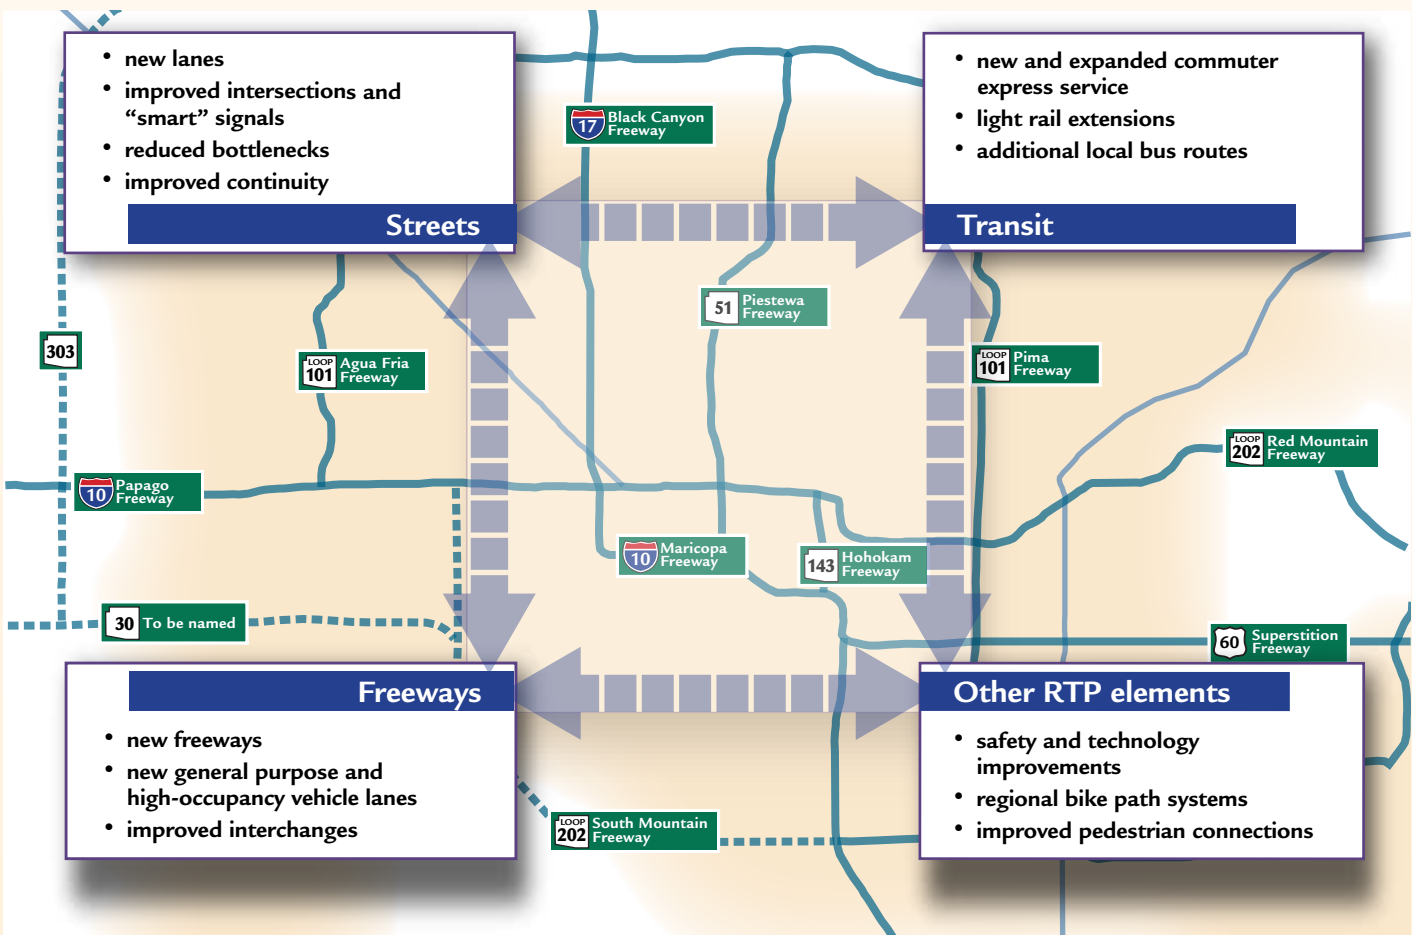 • new lanes
• improved intersections and
“smart” signals
• reduced bottlenecks
• improved continuity
Streets
• new and expanded commuter
express service
• light rail extensions
• additional local bus routes
Transit
17 Black Canyon
Freeway
51 Piestewa
Freeway
303
LOOP
101 Agua Fria
Freeway
LOOP
101 Pima
Freeway
LOOP
202 Red Mountain
Freeway
10 Papago
Freeway
10 Maricopa
Freeway
143 Hohokam
Freeway
30 To be named
60 Superstition
Freeway
Freeways
• new freeways
• new general purpose and
high-occupancy vehicle lanes
• improved interchanges
Other RTP elements
• safety and technology
improvements
• regional bike path systems
• improved pedestrian connections
LOOP
202 South Mountain
Freeway